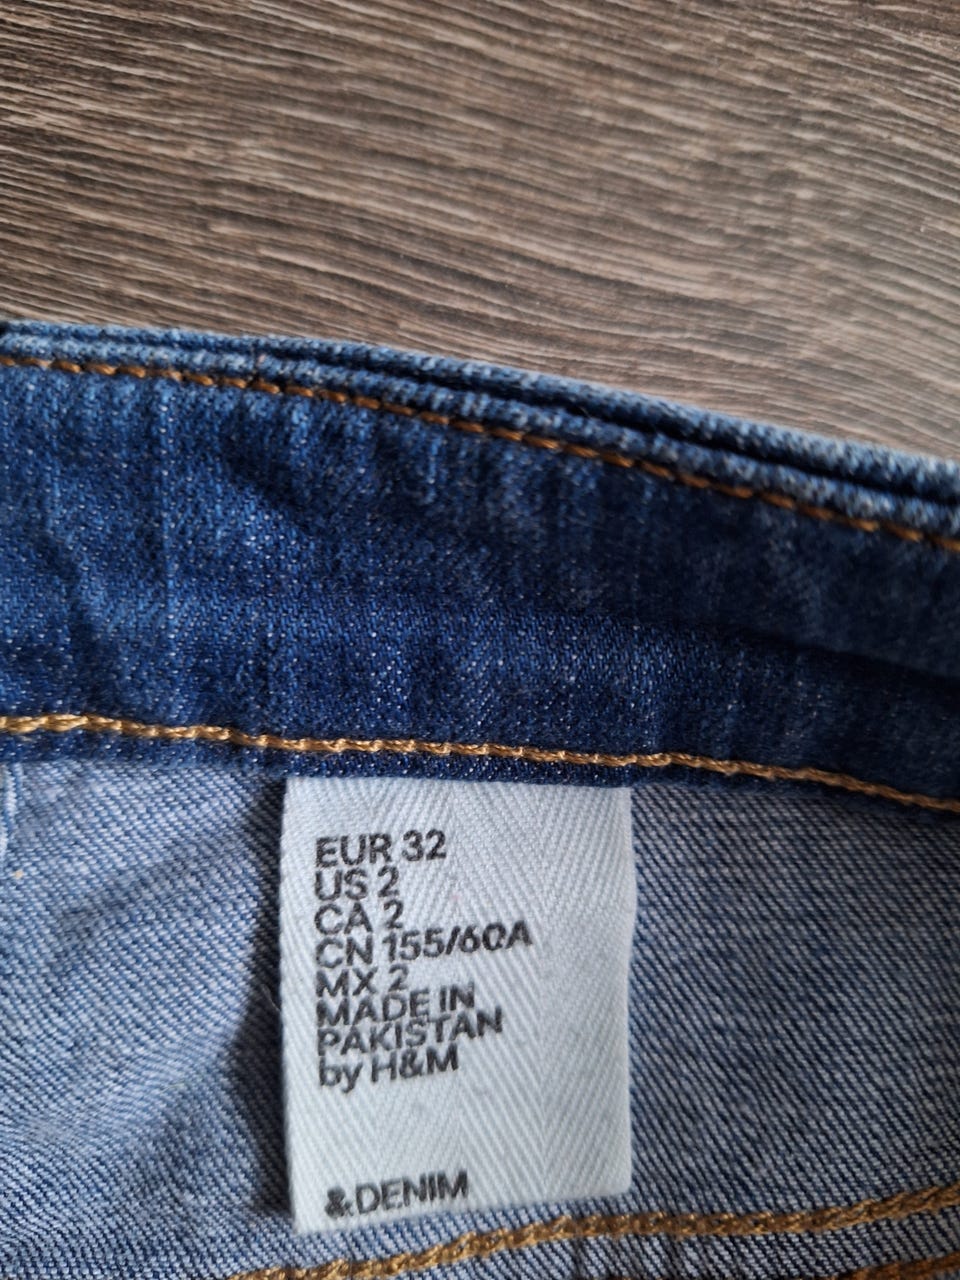 EUR 32
US 2
CA 2
CN 155/60A
MX 2
MADE IN
PAKISTAN
by H&M
&DENIM